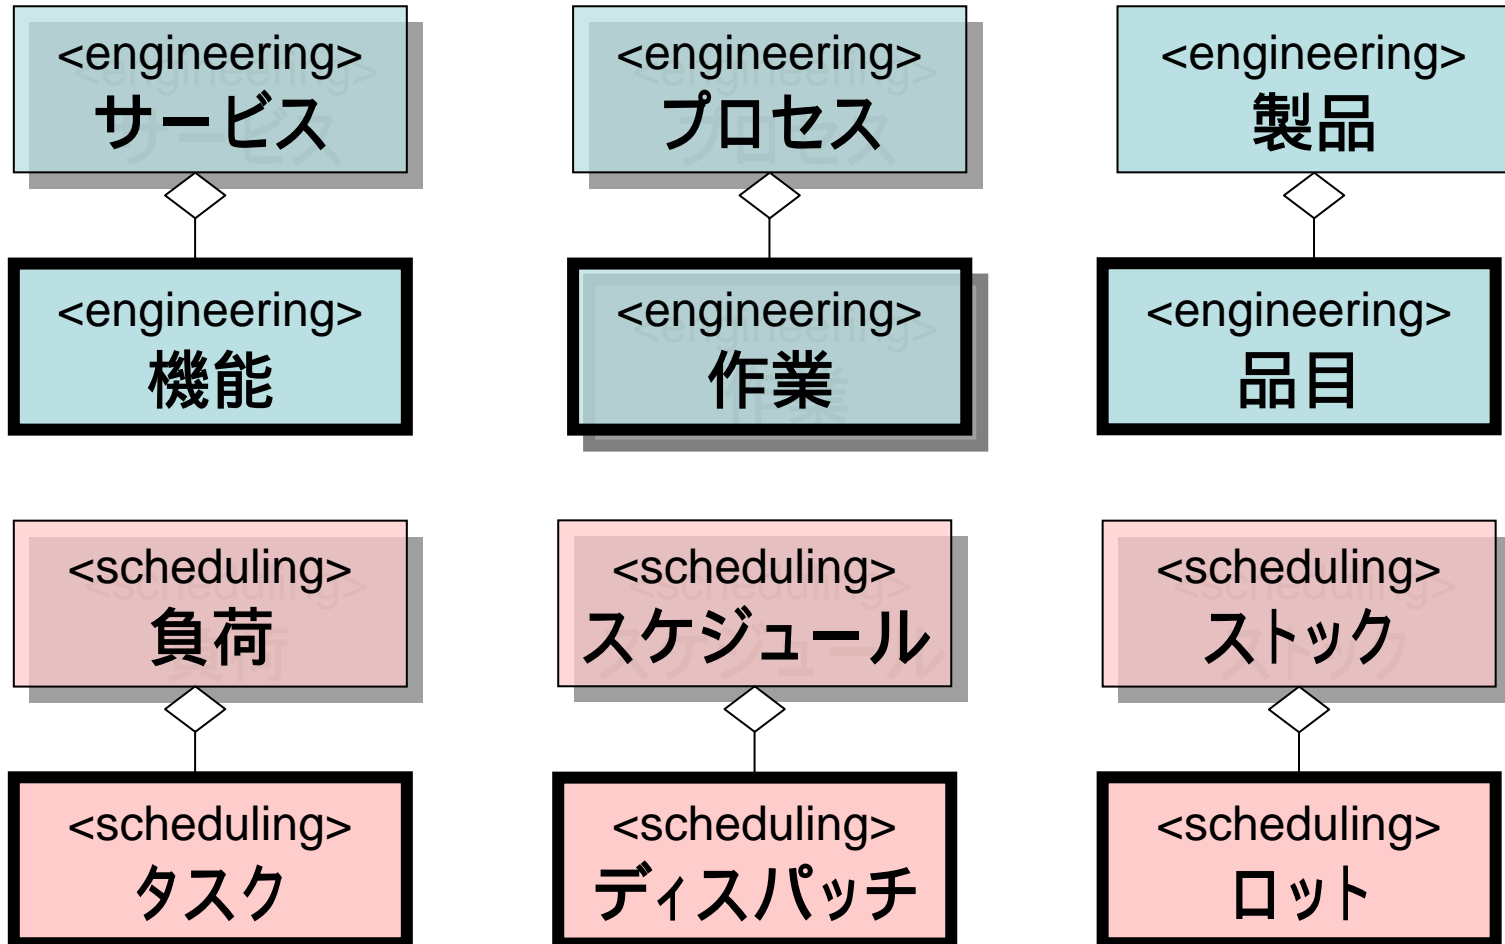 <engineering>
サービス
<engineering>
プロセス
<engineering>
製品
<engineering>
機能
<engineering>
作業
<engineering>
品目
<scheduling>
負荷
<scheduling>
スケジュール
<scheduling>
ストック
<scheduling>
タスク
<scheduling>
ディスパッチ
<scheduling>
ロット